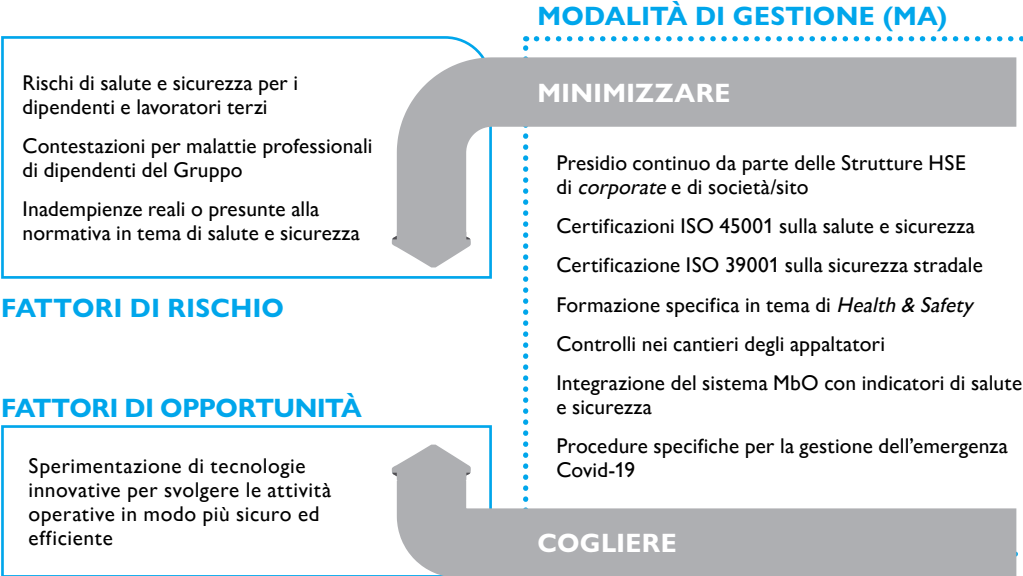 MODALITÀ DI GESTIONE (MA)
Rischi di salute e sicurezza per i
dipendenti e lavoratori terzi
Contestazioni per malattie professionali
di dipendenti del Gruppo
Inadempienze reali o presunte alla
normativa in tema di salute e sicurezza
FATTORI DI RISCHIO
FATTORI DI OPPORTUNITÀ
Sperimentazione di tecnologie
innovative per svolgere le attività
operative in modo più sicuro ed
efficiente
MINIMIZZARE
Presidio continuo da parte delle Strutture HSE
di corporate e di società/sito
Certificazioni ISO 45001 sulla salute e sicurezza
Certificazione ISO 39001 sulla sicurezza stradale
Formazione specifica in tema di Health & Safety
Controlli nei cantieri degli appaltatori
Integrazione del sistema MbO con indicatori di salute
e sicurezza
Procedure specifiche per la gestione dell’emergenza
Covid-19
COGLIERE